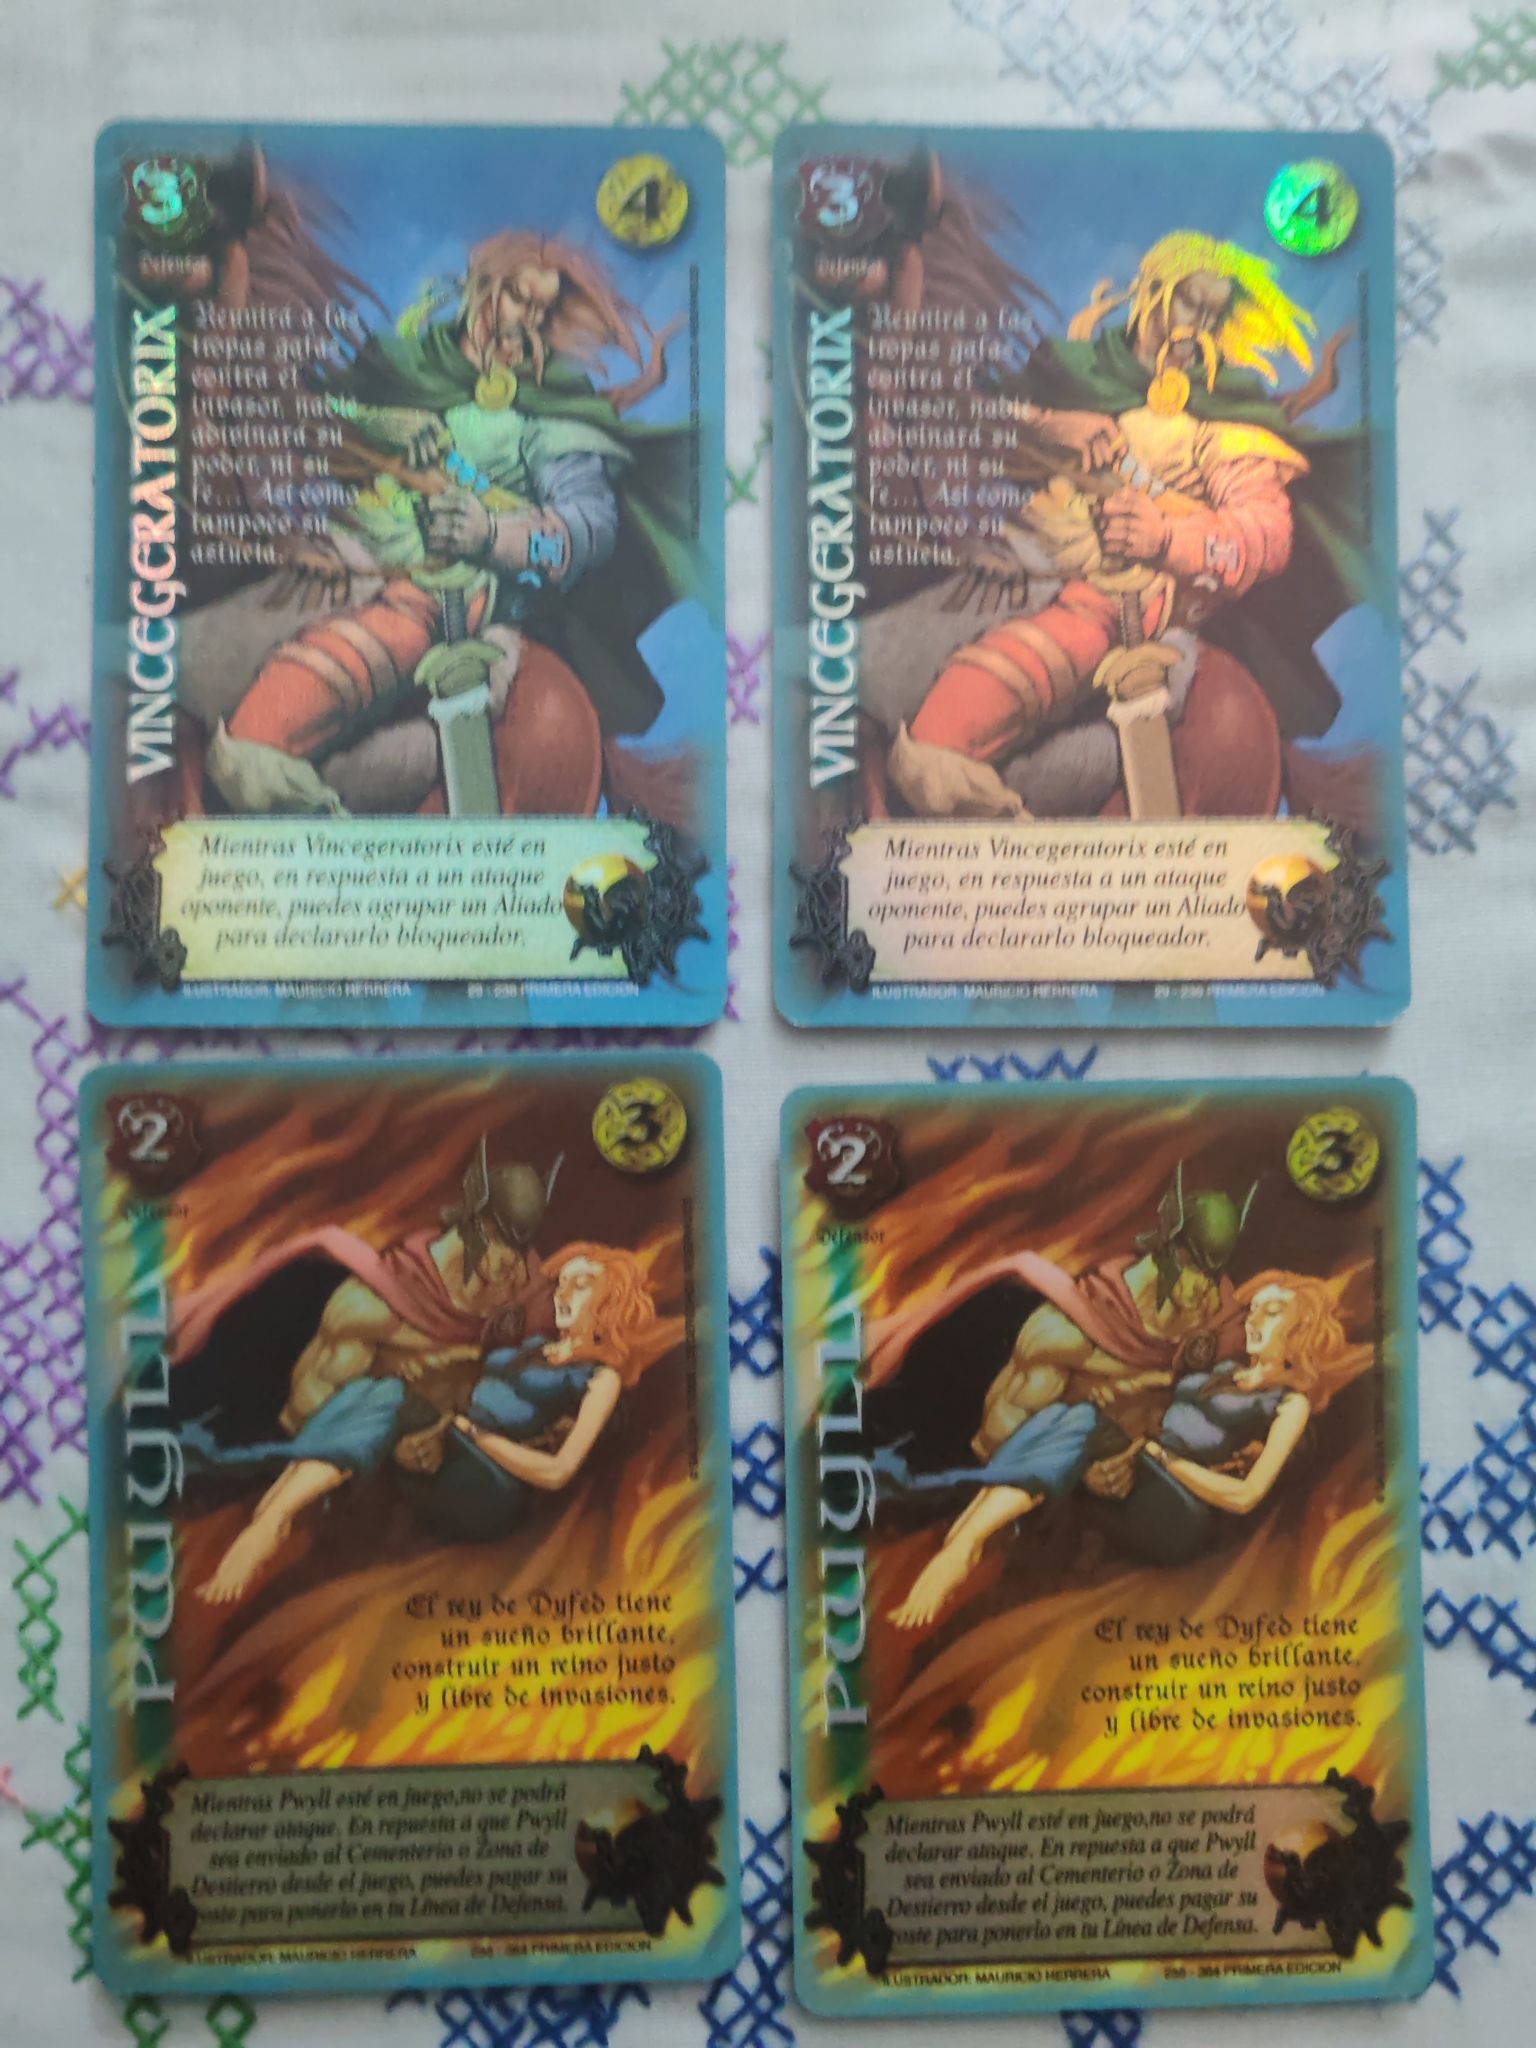 3
4
Defensor
VINCEGERATORIX
Reunirá a las
tropas galas
contra el
invasor, nadie
adivinará su
poder, ni su
fe... Así como
tampoco su
astucia.
Mientras Vincegeratorix esté en
juego, en respuesta a un ataque
oponente, puedes agrupar un Aliado
para declararlo bloqueador.
ILUSTRADOR: MAURICIO HERRERA 29 - 236 PRIMERA EDICION
3
4
Defensor
VINCEGERATORIX
Reunirá a las
tropas galas
contra el
invasor, nadie
adivinará su
poder, ni su
fe... Así como
tampoco su
astucia.
Mientras Vincegeratorix esté en
juego, en respuesta a un ataque
oponente, puedes agrupar un Aliado
para declararlo bloqueador.
ILUSTRADOR: MAURICIO HERRERA 29 - 236 PRIMERA EDICION
2
3
Defensor
PWYLL
El rey de Dyfed tiene
un sueño brillante,
construir un reino justo
y libre de invasiones.
Mientras Pwyll esté en juego,no se podrá
declarar ataque. En repuesta a que Pwyll
sea enviado al Cementerio o Zona de
Destierro desde el juego, puedes pagar su
coste para ponerlo en tu Línea de Defensa.
ILUSTRADOR: MAURICIO HERRERA PRIMERA EDICION
2
3
Defensor
PWYLL
El rey de Dyfed tiene
un sueño brillante,
construir un reino justo
y libre de invasiones.
Mientras Pwyll esté en juego,no se podrá
declarar ataque. En repuesta a que Pwyll
sea enviado al Cementerio o Zona de
Destierro desde el juego, puedes pagar su
coste para ponerlo en tu Línea de Defensa.
ILUSTRADOR: MAURICIO HERRERA PRIMERA EDICION